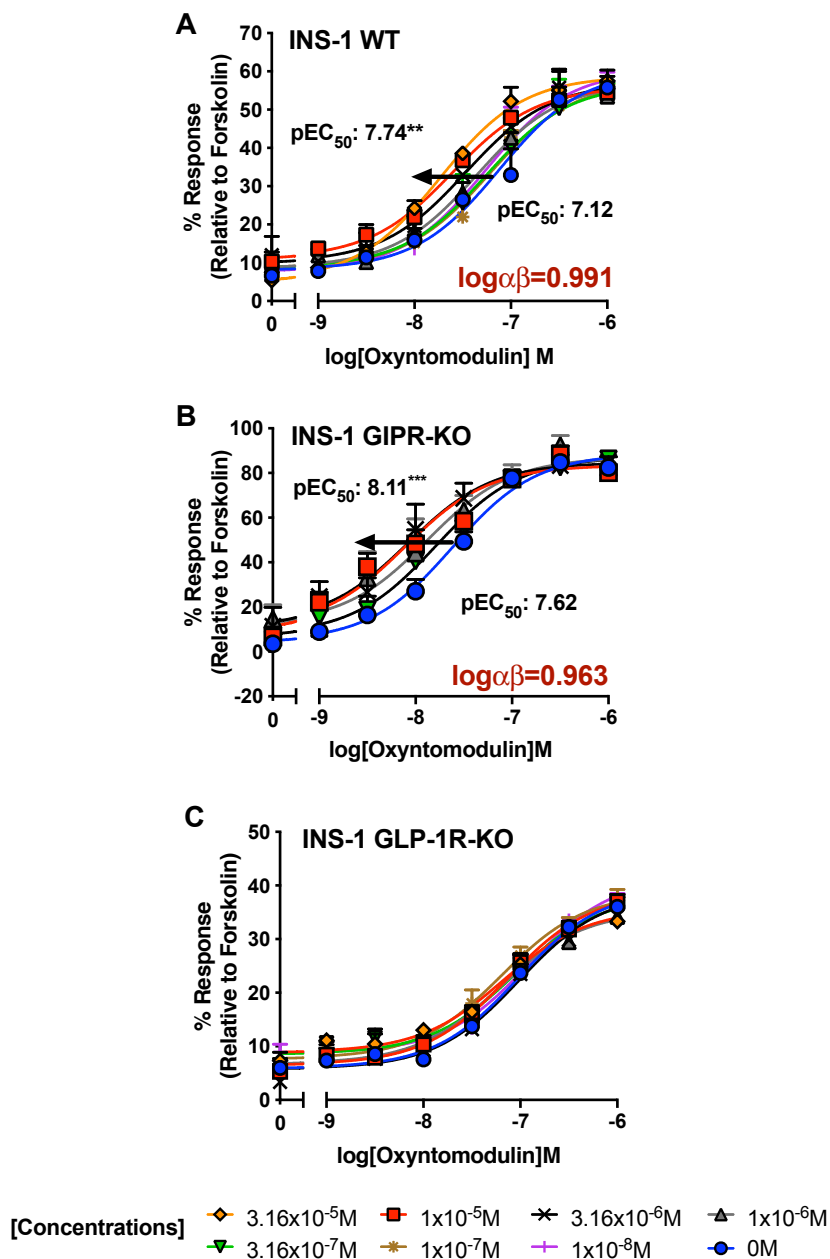 A
INS-1 WT
70
60
50
40
30
20
10
0
% Response
(Relative to Forskolin)
pEC₅₀: 7.74**
pEC₅₀: 7.12
logαβ=0.991
0 -9 -8 -7 -6
log[Oxyntomodulin] M
B
INS-1 GIPR-KO
100
80
60
40
20
0
-20
% Response
(Relative to Forskolin)
pEC₅₀: 8.11***
pEC₅₀: 7.62
logαβ=0.963
0 -9 -8 -7 -6
log[Oxyntomodulin]M
C
INS-1 GLP-1R-KO
50
40
30
20
10
0
% Response
(Relative to Forskolin)
0 -9 -8 -7 -6
log[Oxyntomodulin]M
[Concentrations] 3.16x10⁻⁵M 1x10⁻⁵M 3.16x10⁻⁶M 1x10⁻⁶M
3.16x10⁻⁷M 1x10⁻⁷M 1x10⁻⁸M 0M